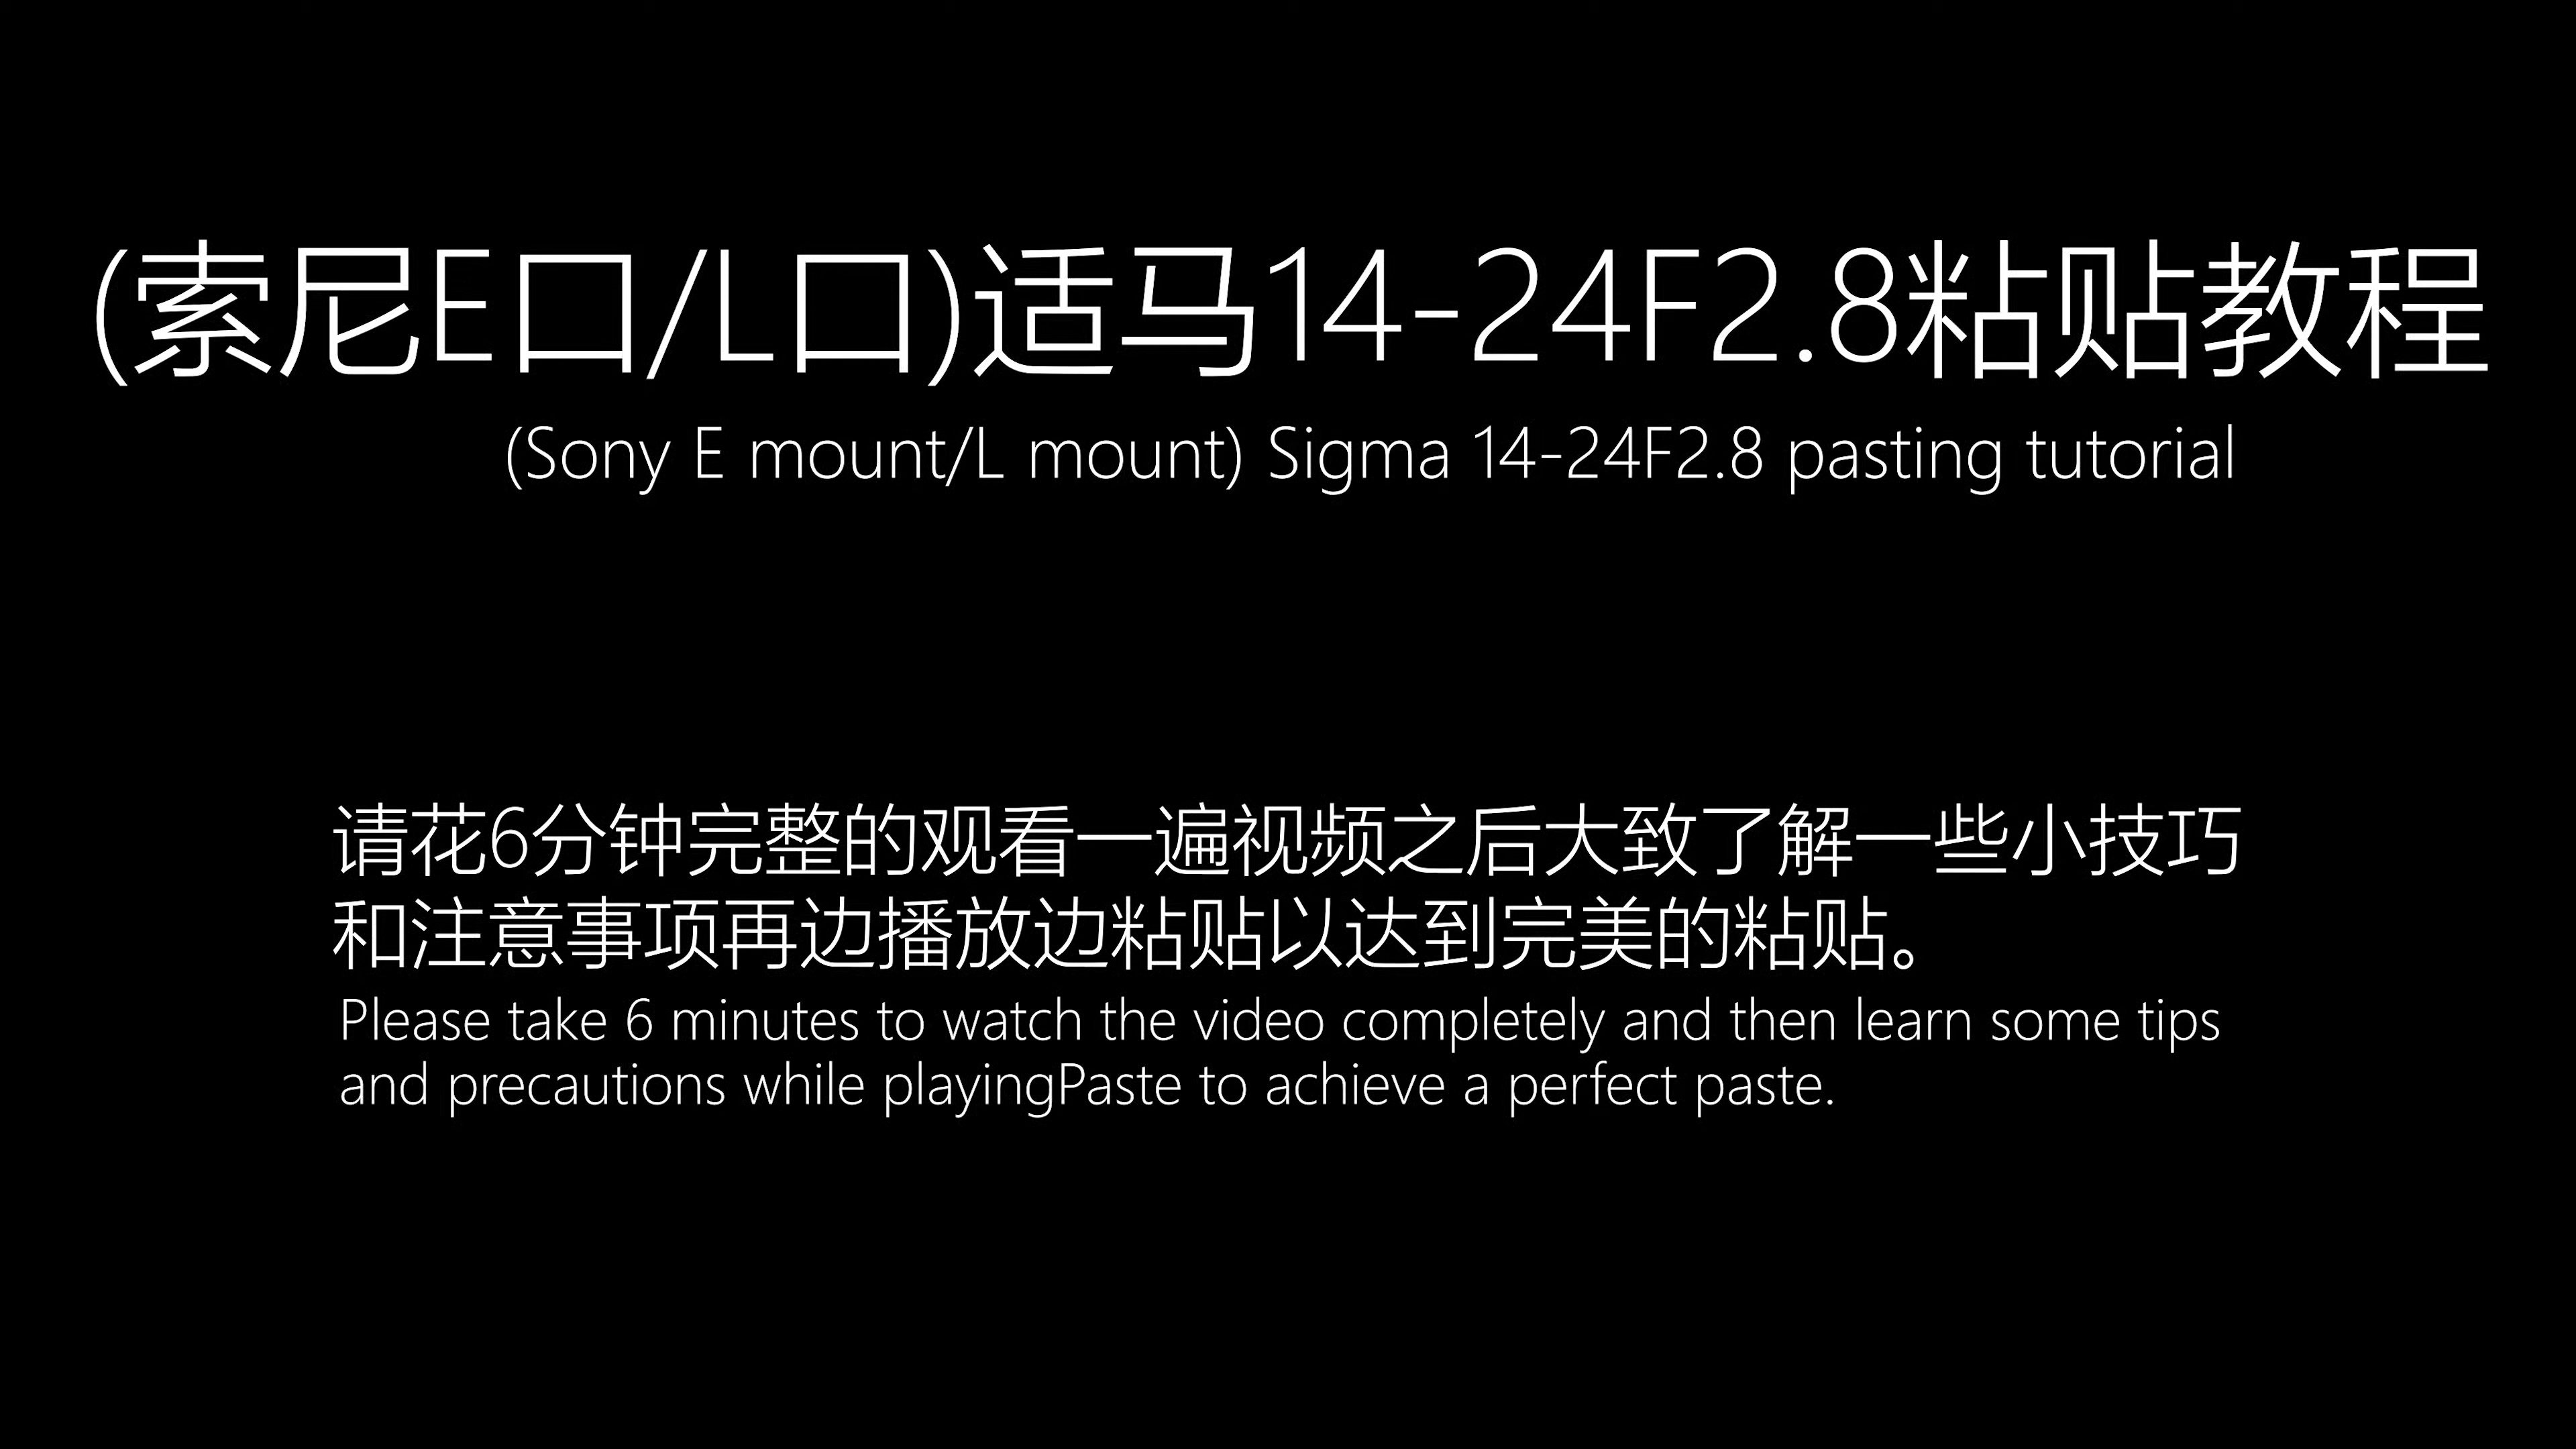 (索尼E口/L口)适马14-24F2.8粘贴教程
(Sony E mount/L mount) Sigma 14-24F2.8 pasting tutorial
请花6分钟完整的观看一遍视频之后大致了解一些小技巧
和注意事项再边播放边粘贴以达到完美的粘贴。
Please take 6 minutes to watch the video completely and then learn some tips
and precautions while playingPaste to achieve a perfect paste.